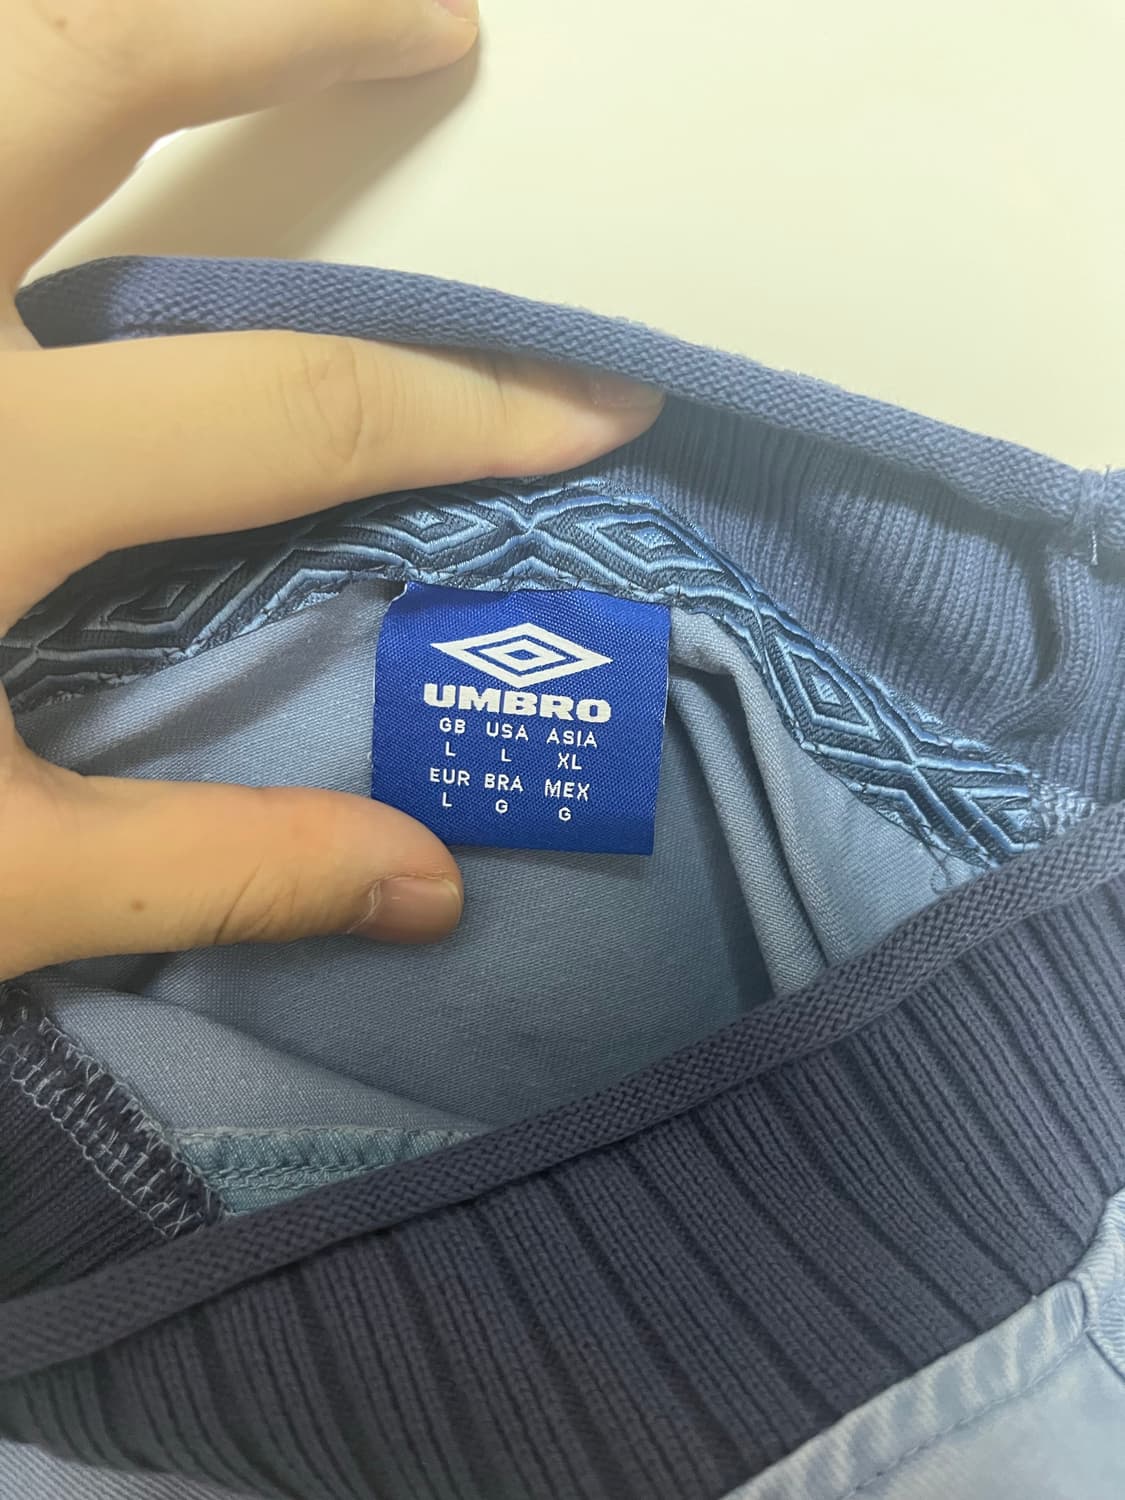 UMBRO
GB USA ASIA
L L XL
EUR BRA MEX
L G G